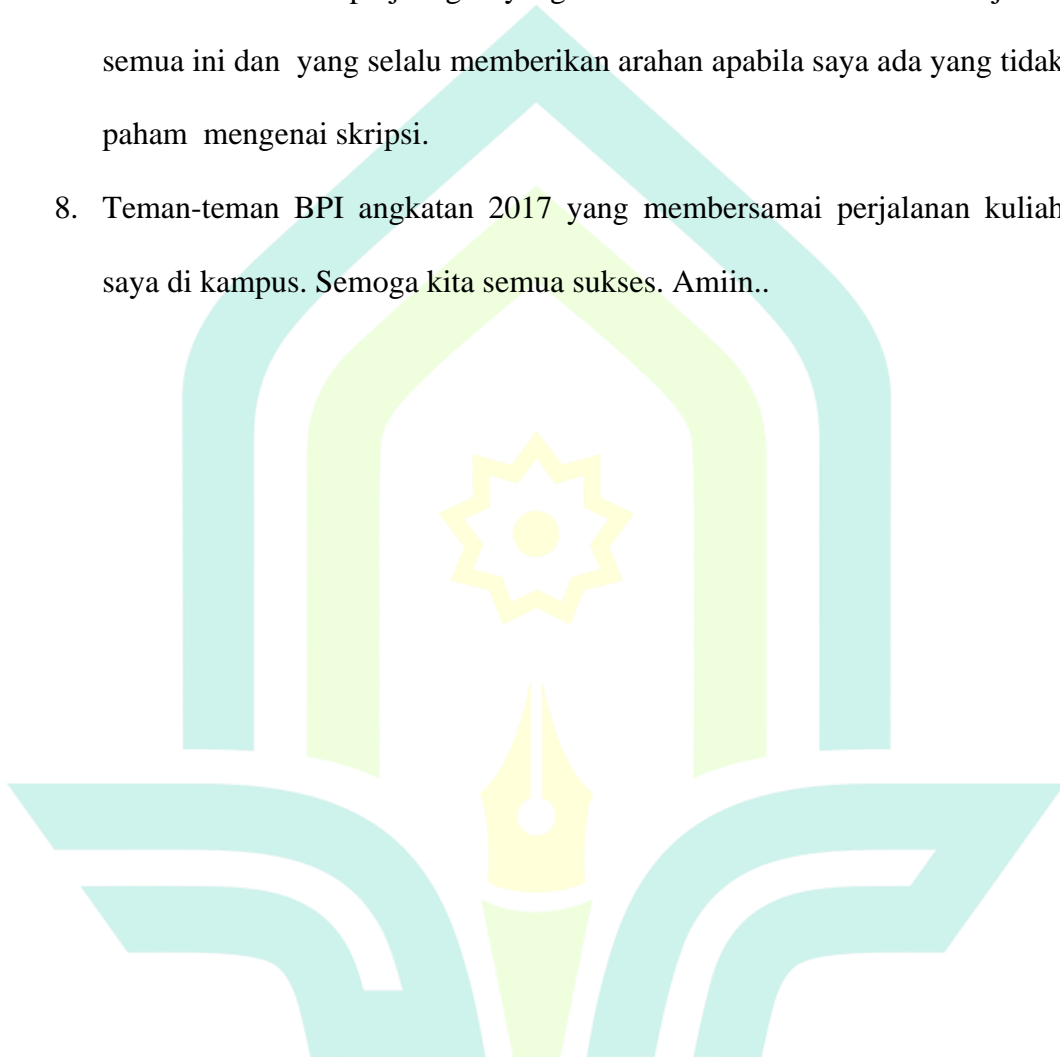 semua ini dan yang selalu memberikan arahan apabila saya ada yang tidak
paham mengenai skripsi.
8. Teman-teman BPI angkatan 2017 yang membersamai perjalanan kuliah
saya di kampus. Semoga kita semua sukses. Amiin..